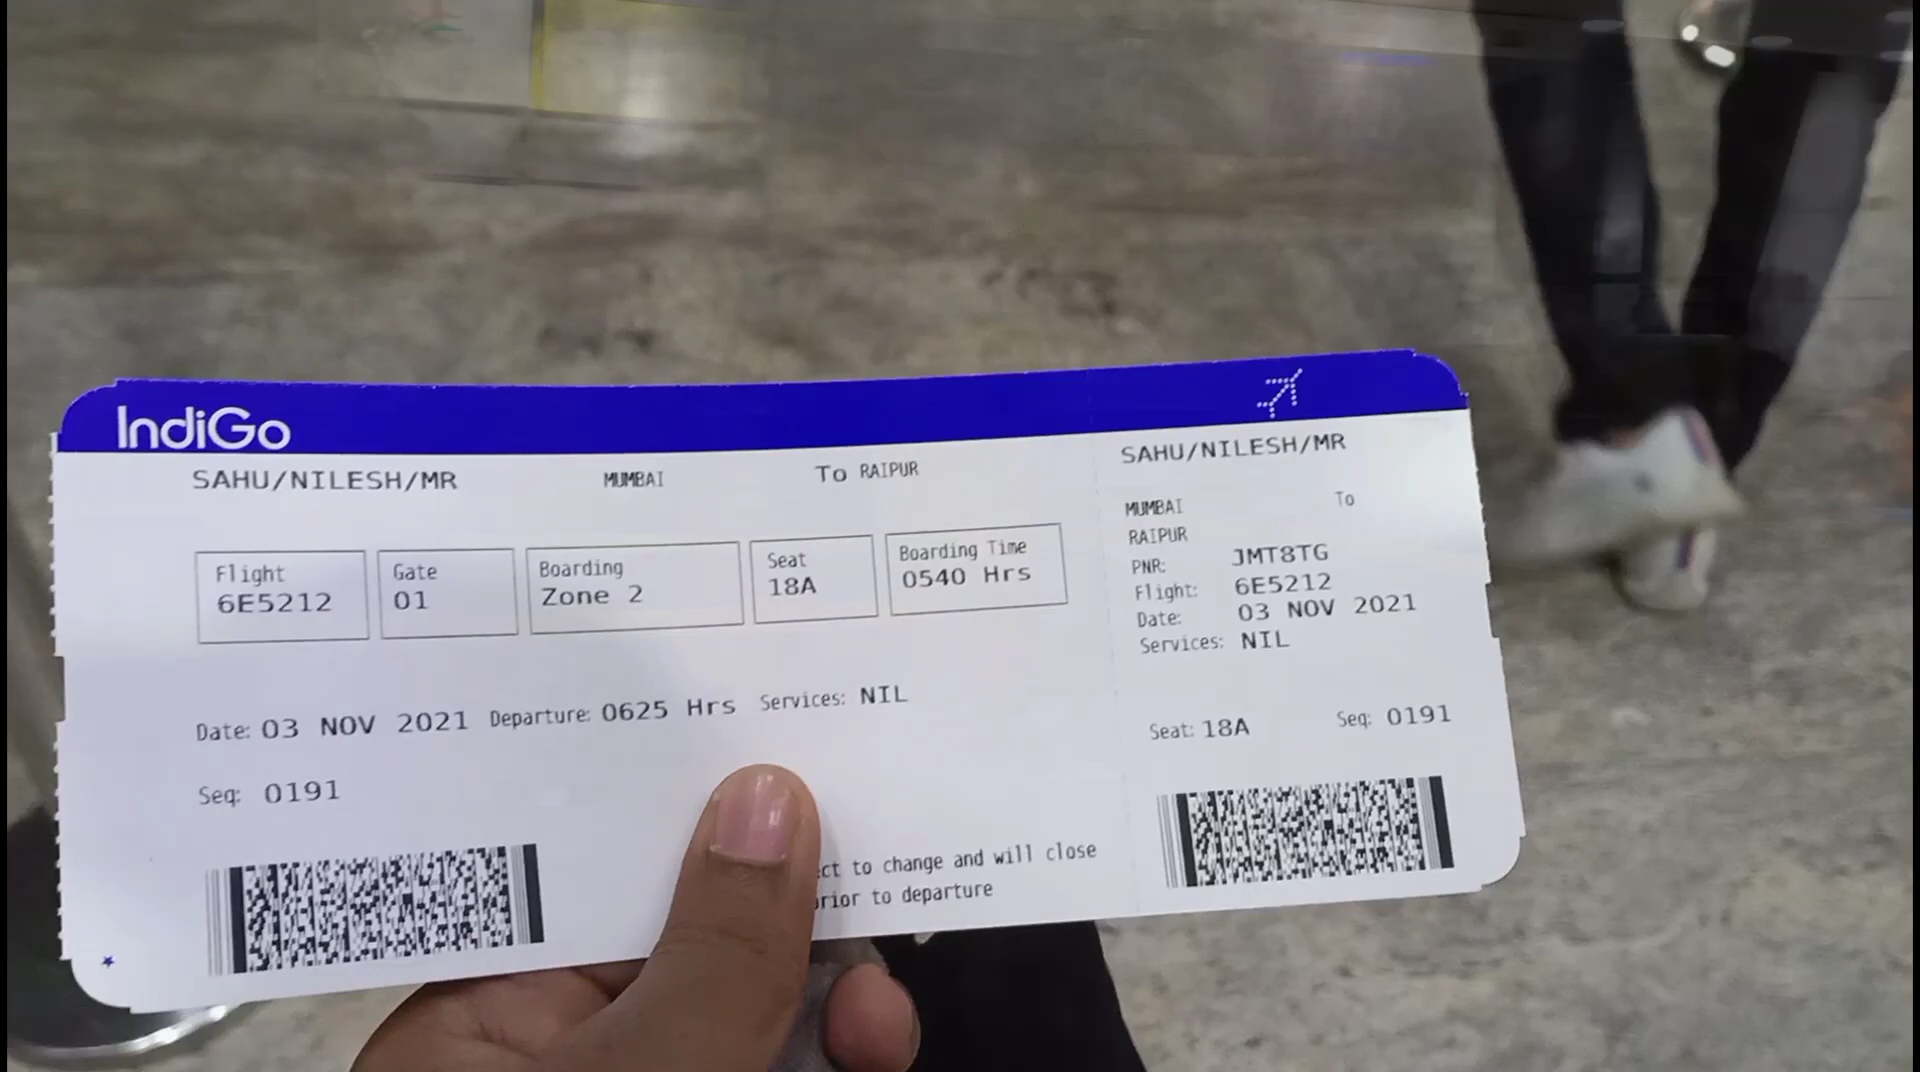 IndiGo
SAHU/NILESH/MR MUMBAI To RAIPUR
Flight Gate Boarding Seat Boarding Time
6E5212 01 Zone 2 18A 0540 Hrs
Date: 03 NOV 2021 Departure: 0625 Hrs Services: NIL
Seq: 0191
to change and will close
to departure
SAHU/NILESH/MR
MUMBAI To
RAIPUR
PNR: JMT8TG
Flight: 6E5212
Date: 03 NOV 2021
Services: NIL
Seat: 18A Seq: 0191